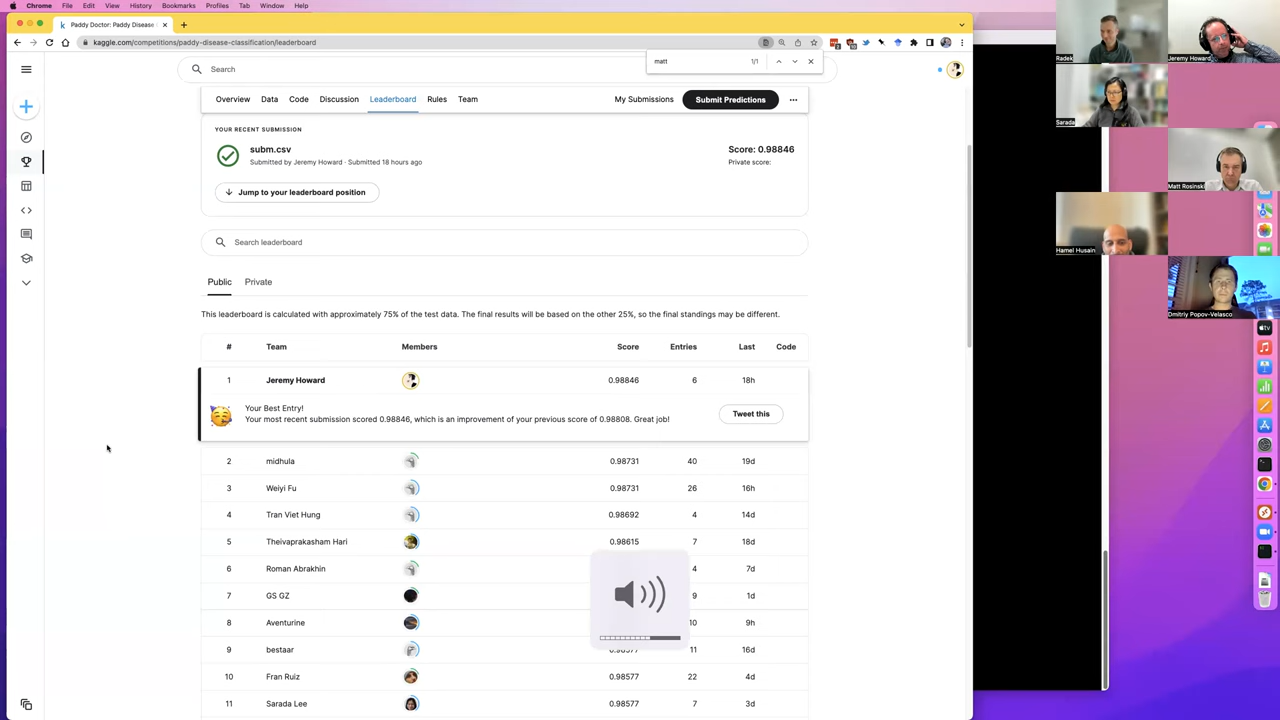 Chrome File Edit View History Bookmarks Profiles Tab Window Help
Paddy Doctor: Paddy Disease
kaggle.com/competitions/paddy-disease-classification/leaderboard
matt 1/1
Search
Overview Data Code Discussion Leaderboard Rules Team My Submissions Submit Predictions
YOUR RECENT SUBMISSION
subm.csv Score: 0.98846
Submitted by Jeremy Howard · Submitted 18 hours ago Private score:
Jump to your leaderboard position
Search leaderboard
Public Private
This leaderboard is calculated with approximately 75% of the test data. The final results will be based on the other 25%, so the final standings may be different.
# Team Members Score Entries Last Code
1 Jeremy Howard 0.98846 6 18h
Your Best Entry!
Your most recent submission scored 0.98846, which is an improvement of your previous score of 0.98808. Great job! Tweet this
2 midhula 0.98731 40 19d
3 Weiyi Fu 0.98731 26 16h
4 Tran Viet Hung 0.98692 4 14d
5 Theivaprakasham Hari 0.98615 7 18d
6 Roman Abrakhin 4 7d
7 GS GZ 9 1d
8 Aventurine 10 9h
9 bestaar 0.98577 11 16d
10 Fran Ruiz 0.98577 22 4d
11 Sarada Lee 0.98577 7 3d
Radek
Jeremy Howard
Sarada
Matt Rosinski
Hamel Husain
Dmitriy Popov-Velasco